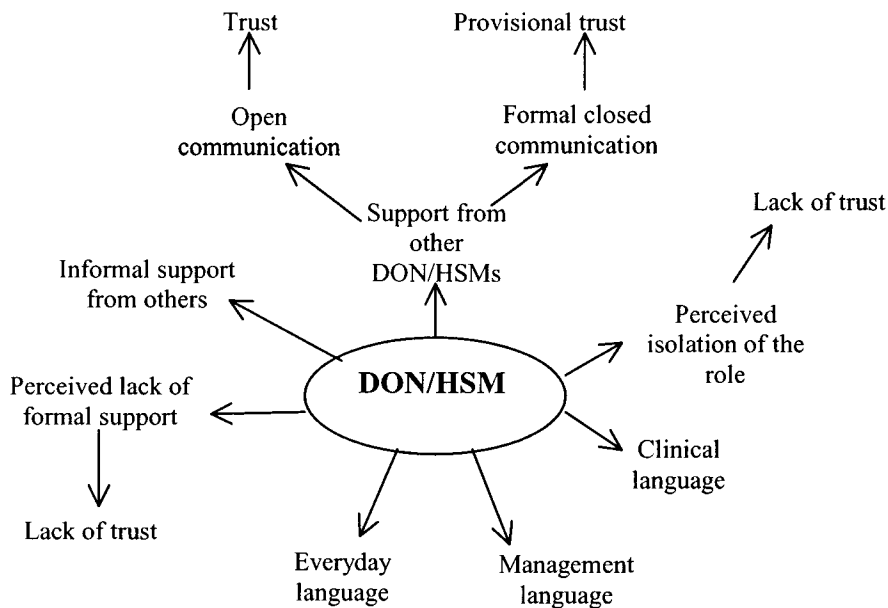 Trust
Provisional trust
Open
communication
Formal closed
communication
Support from
other
DON/HSMs
Lack of trust
Informal support
from others
Perceived
isolation of the
role
DON/HSM
Perceived lack of
formal support
Clinical
language
Lack of trust
Everyday
language
Management
language